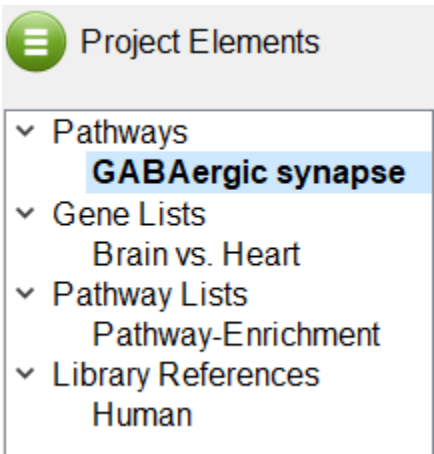 Project Elements
Pathways
GABAergic synapse
Gene Lists
Brain vs. Heart
Pathway Lists
Pathway-Enrichment
Library References
Human